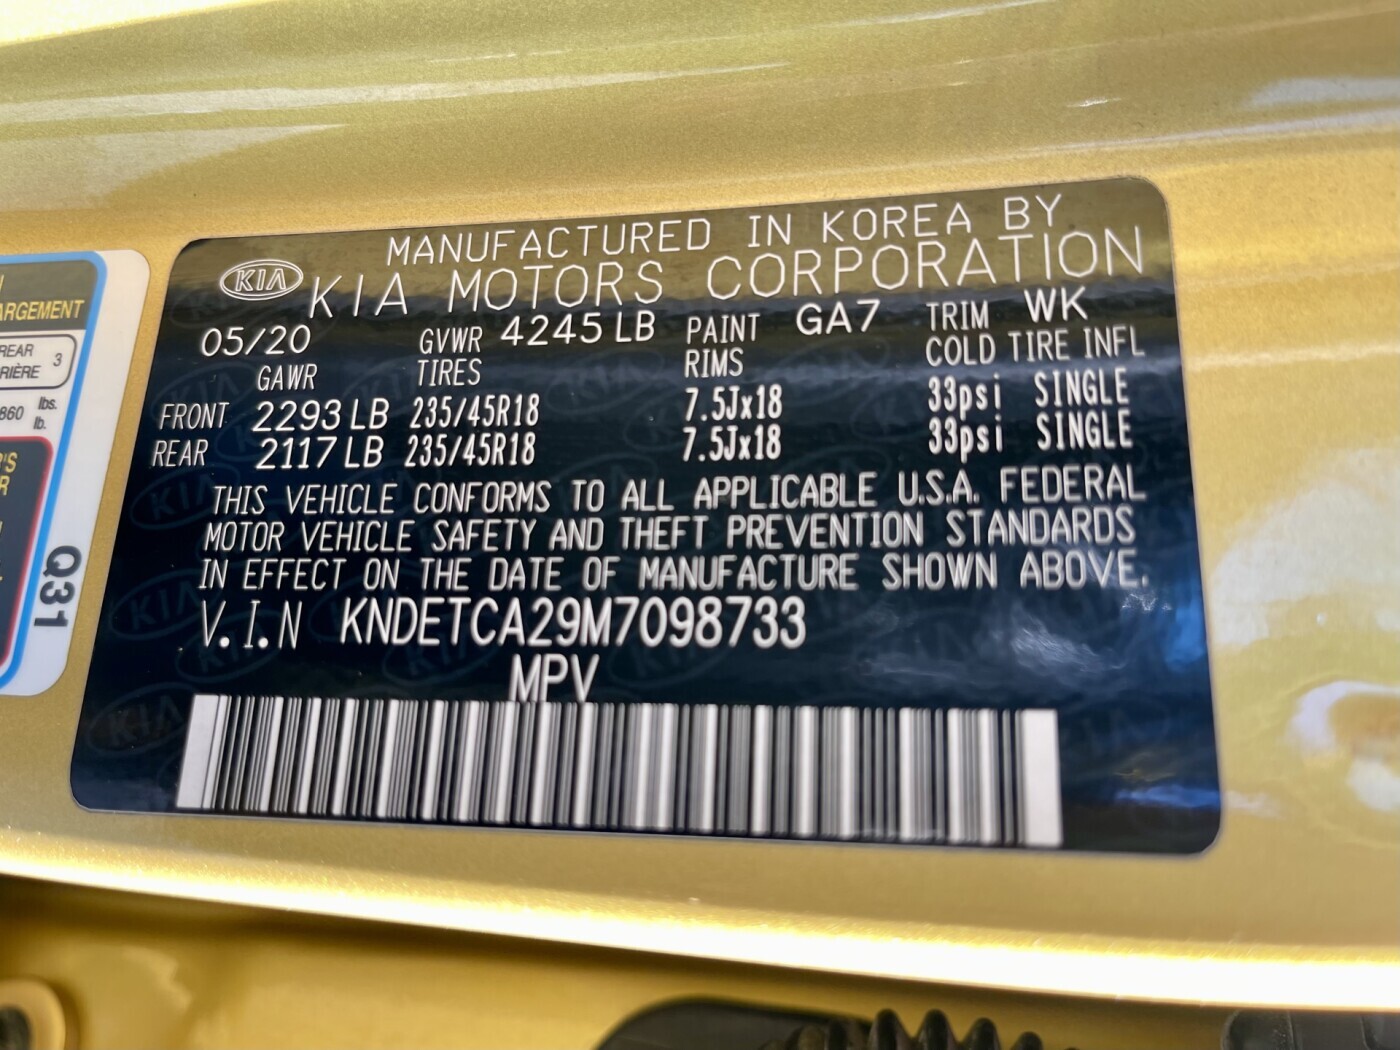 MANUFACTURED IN KOREA BY
KIA KIA MOTORS CORPORATION
05/20 GVWR 4245 LB PAINT GA7 TRIM WK
GAWR TIRES RIMS COLD TIRE INFL
FRONT 2293 LB 235/45R18 7.5Jx18 33psi SINGLE
REAR 2117 LB 235/45R18 7.5Jx18 33psi SINGLE
THIS VEHICLE CONFORMS TO ALL APPLICABLE U.S.A. FEDERAL
MOTOR VEHICLE SAFETY AND THEFT PREVENTION STANDARDS
IN EFFECT ON THE DATE OF MANUFACTURE SHOWN ABOVE.
V.I.N KNDETCA29M7098733
MPV
REAR 3
860 lbs.
lb.
Q31